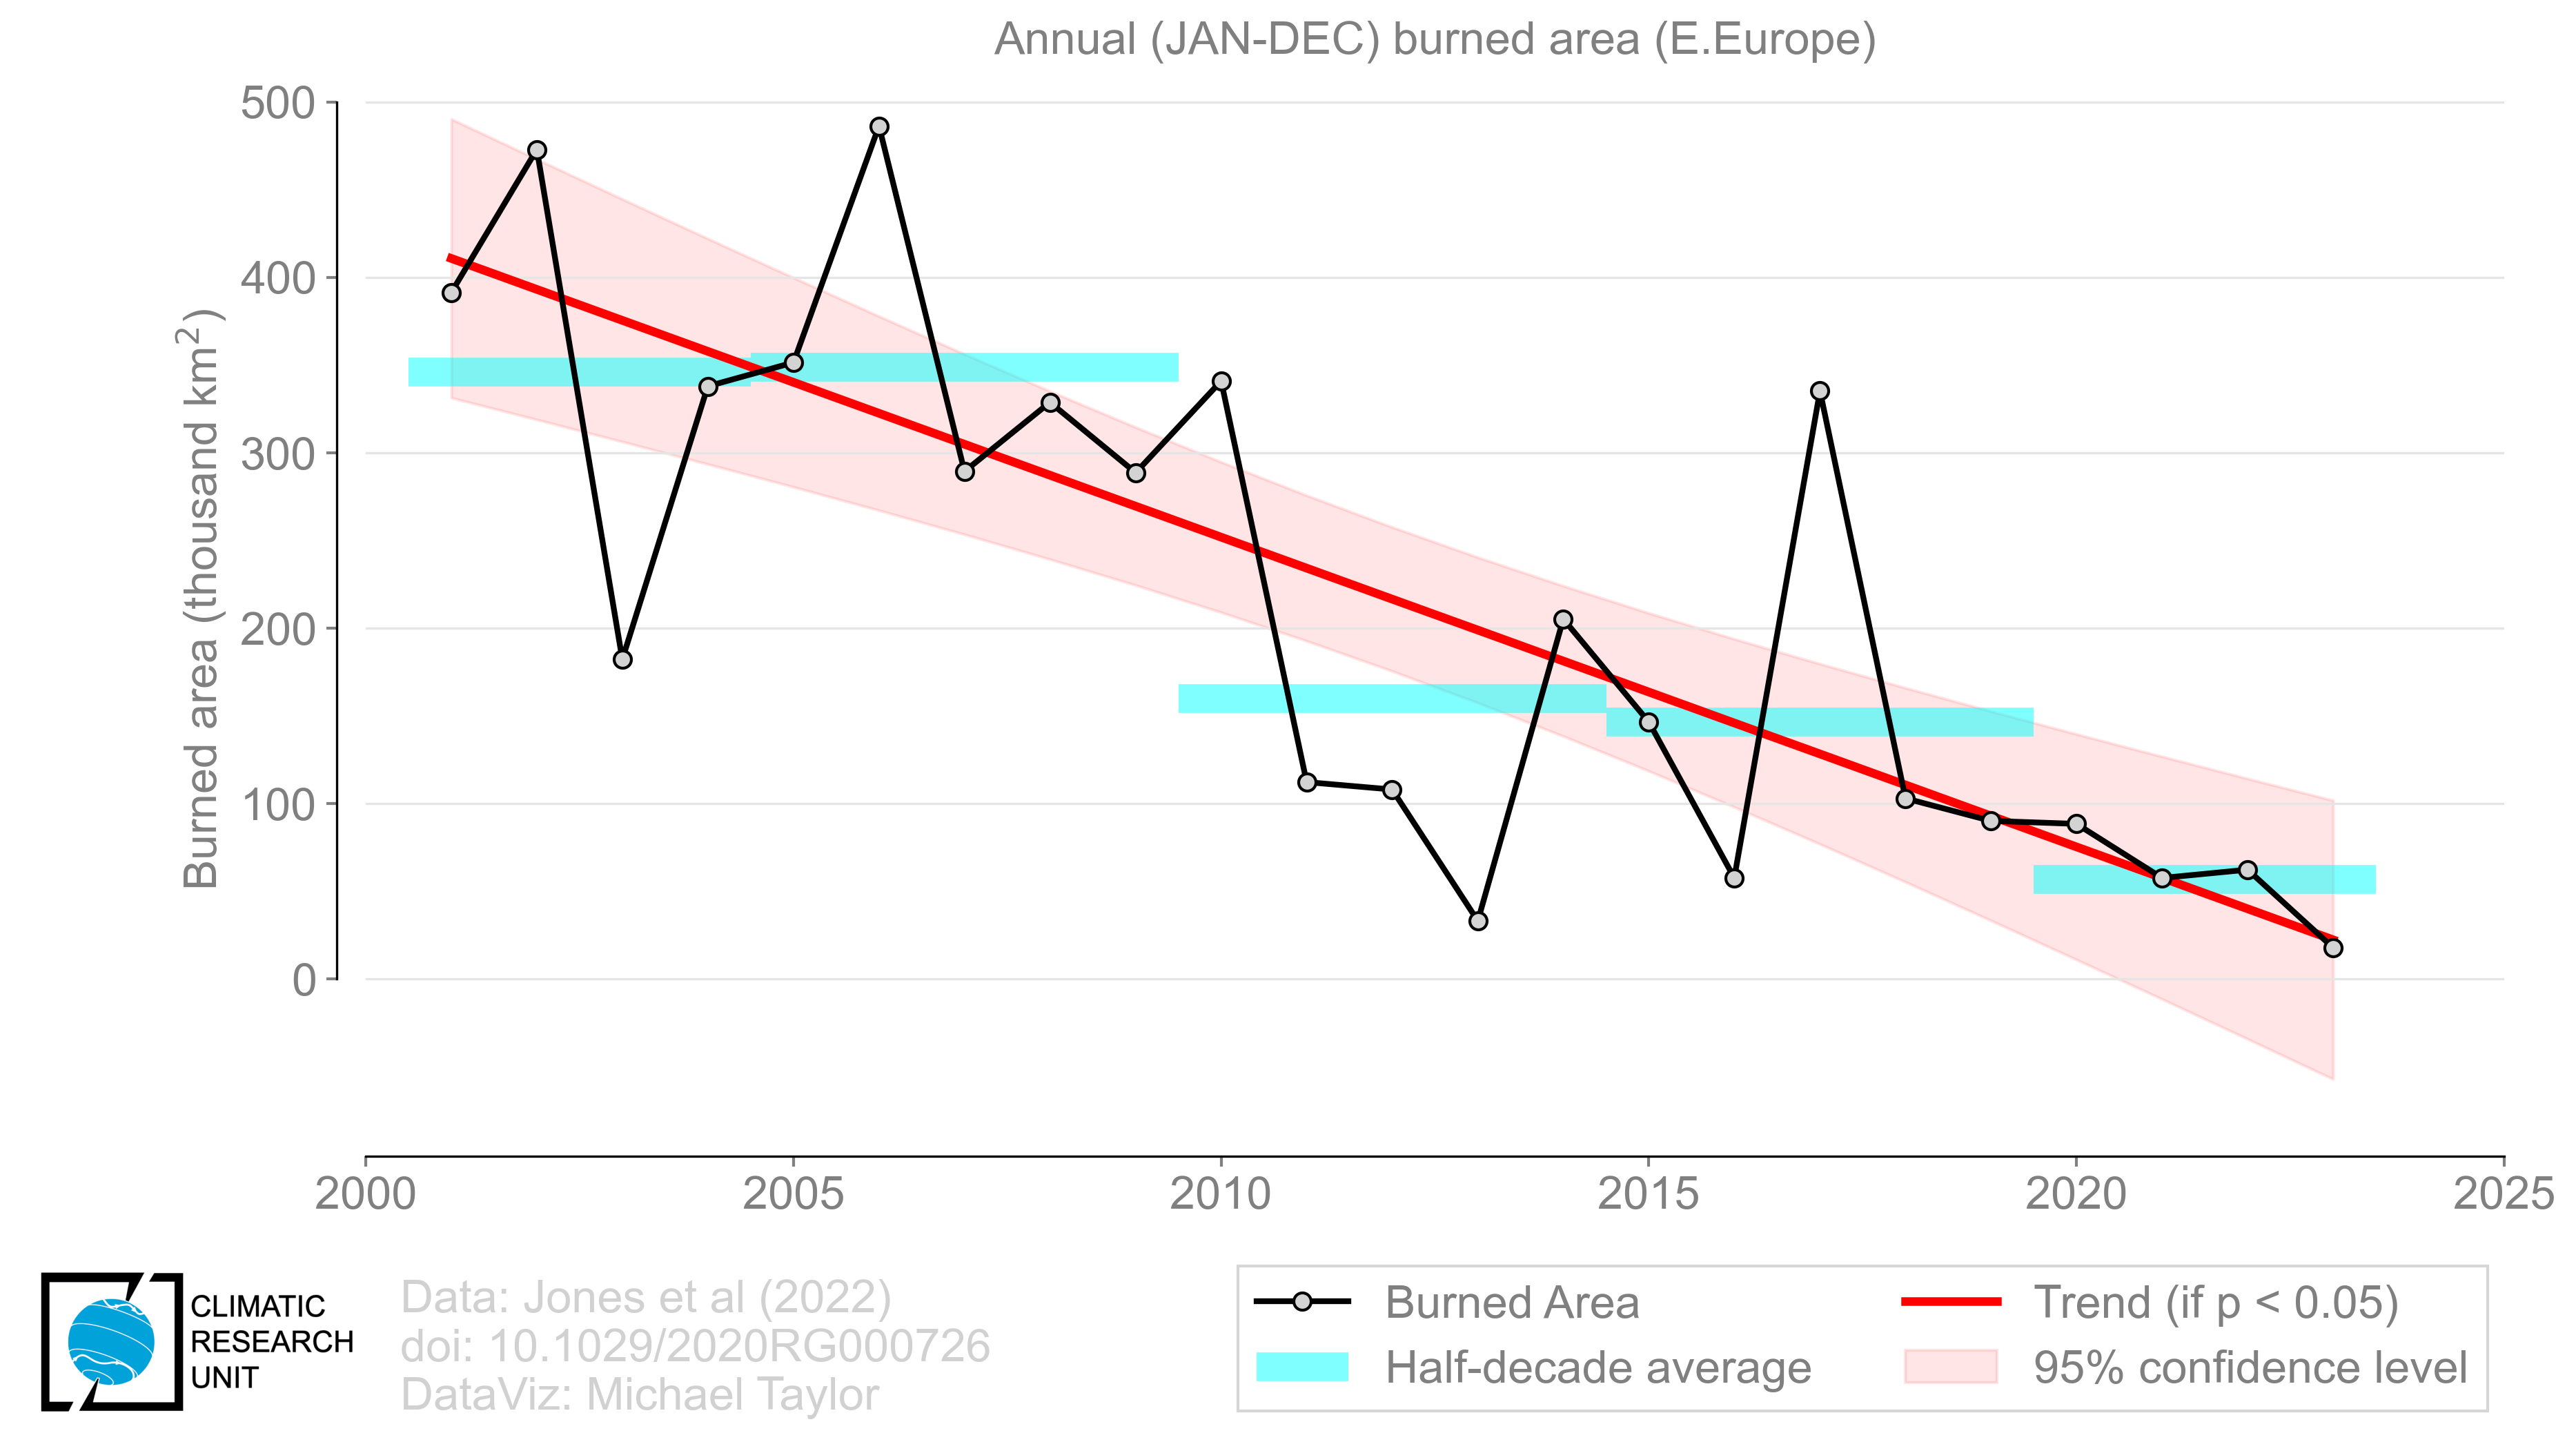 Annual (JAN-DEC) burned area (E.Europe)
Burned area (thousand km²)
500
400
300
200
100
0
2000 2005 2010 2015 2020 2025
CLIMATIC
RESEARCH
UNIT
Data: Jones et al (2022)
doi: 10.1029/2020RG000726
DataViz: Michael Taylor
Burned Area
Trend (if p < 0.05)
Half-decade average
95% confidence level